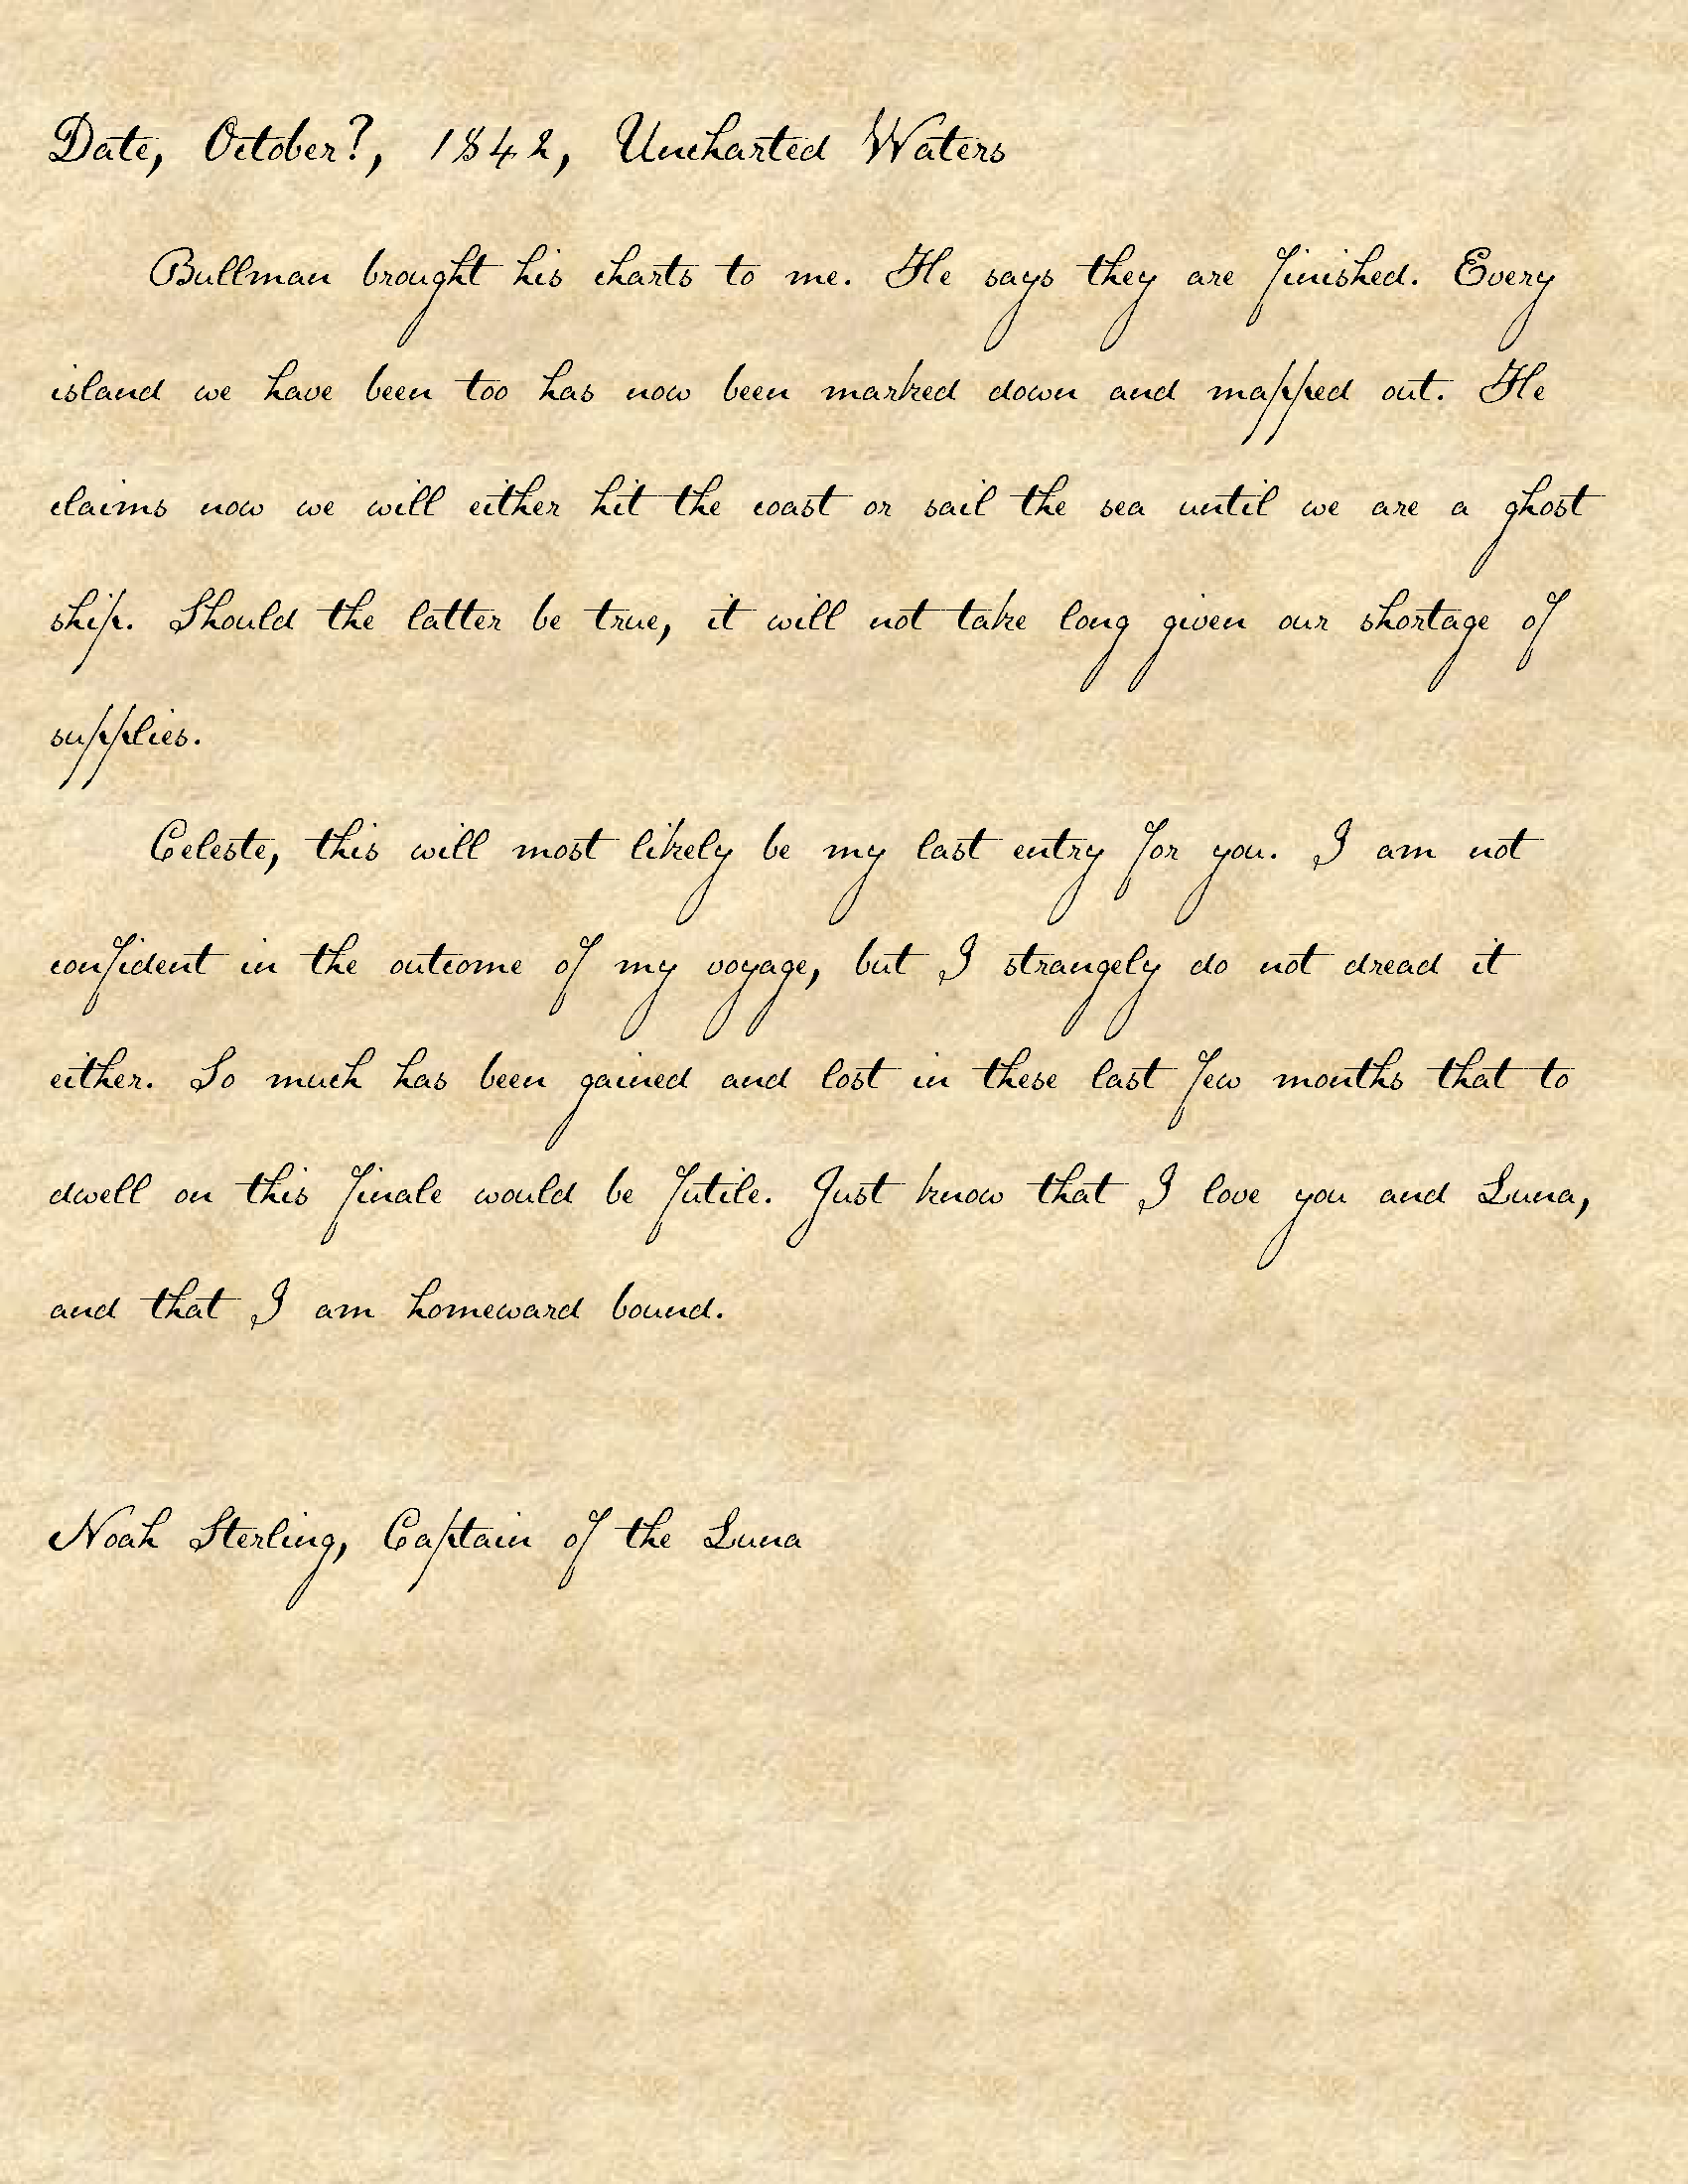 Date, October?, 1842, Uncharted Waters
Bullman brought his charts to me. He says they are finished. Every
island we have been too has now been marked down and mapped out. He
claims now we will either hit the coast or sail the sea until we are a ghost
ship. Should the latter be true, it will not take long given our shortage of
supplies.
Celeste, this will most likely be my last entry for you. I am not
confident in the outcome of my voyage, but I strangely do not dread it
either. So much has been gained and lost in these last few months that to
dwell on this finale would be futile. Just know that I love you and Luna,
and that I am homeward bound.
Noah Sterling, Captain of the Luna